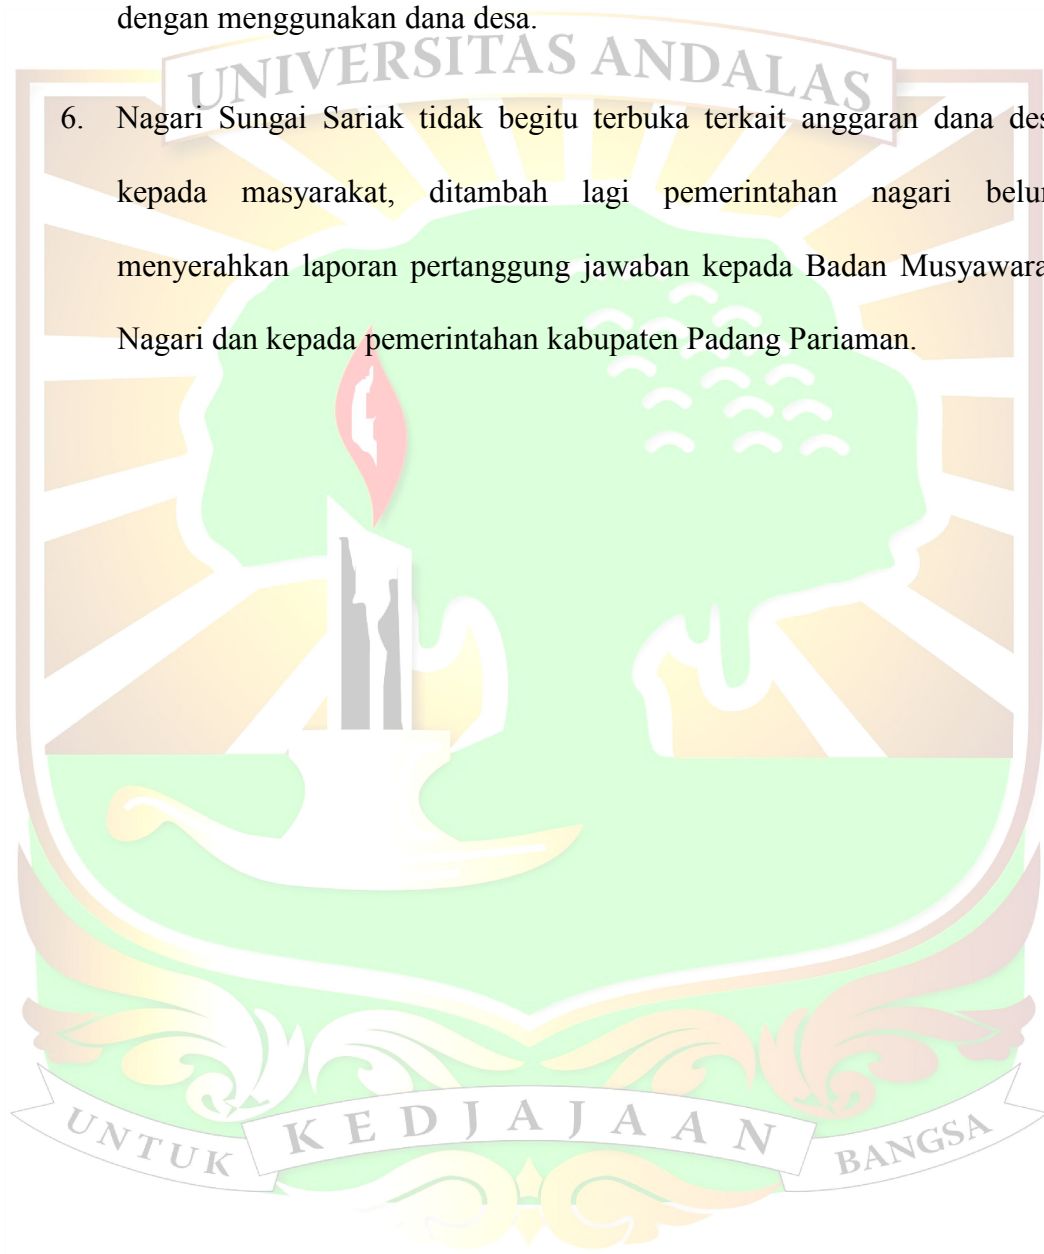 dengan menggunakan dana desa.
UNIVERSITAS ANDALAS
6. Nagari Sungai Sariak tidak begitu terbuka terkait anggaran dana des
kepada masyarakat, ditambah lagi pemerintahan nagari belu
menyerahkan laporan pertanggung jawaban kepada Badan Musyawara
Nagari dan kepada pemerintahan kabupaten Padang Pariaman.
UNTUK KEDJAJAAN BANGSA